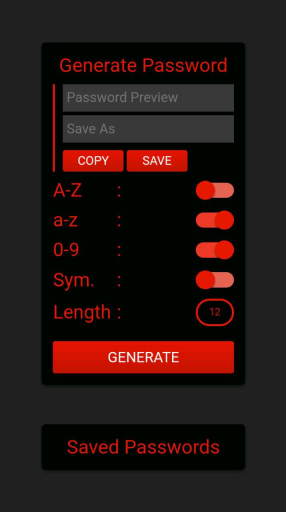 Generate Password
Password Preview
Save As
COPY SAVE
A-Z :
a-z :
0-9 :
Sym. :
Length : 12
GENERATE
Saved Passwords